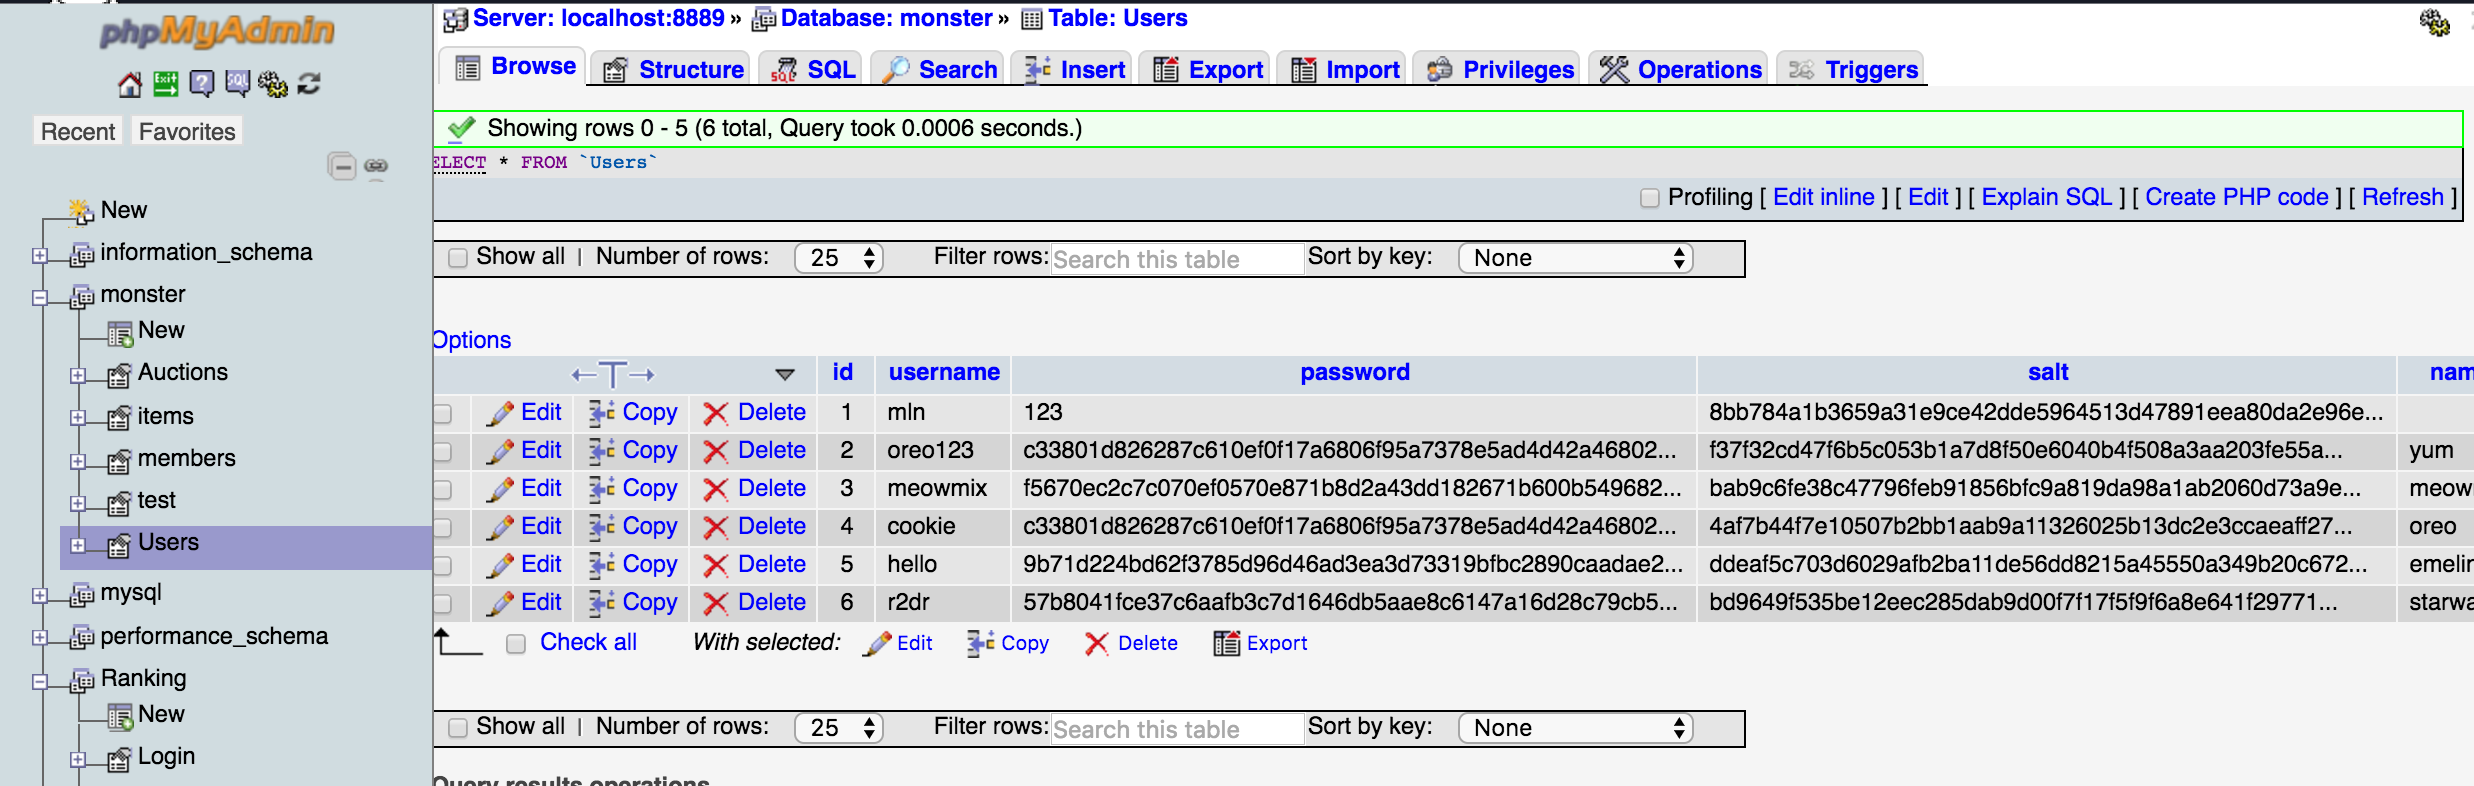 phpMyAdmin
Recent Favorites
New
information_schema
monster
New
Auctions
items
members
test
Users
mysql
performance_schema
Ranking
New
Login
Server: localhost:8889 » Database: monster » Table: Users
Browse Structure SQL Search Insert Export Import Privileges Operations Triggers
Showing rows 0 - 5 (6 total, Query took 0.0006 seconds.)
ELECT * FROM `Users`
Profiling [ Edit inline ] [ Edit ] [ Explain SQL ] [ Create PHP code ] [ Refresh ]
Show all | Number of rows: 25 Filter rows: Search this table Sort by key: None
Options
←T→ id username password salt nam
Edit Copy Delete 1 mln 123 8bb784a1b3659a31e9ce42dde5964513d47891eea80da2e96e...
Edit Copy Delete 2 oreo123 c33801d826287c610ef0f17a6806f95a7378e5ad4d42a46802... f37f32cd47f6b5c053b1a7d8f50e6040b4f508a3aa203fe55a... yum
Edit Copy Delete 3 meowmix f5670ec2c7c070ef0570e871b8d2a43dd182671b600b549682... bab9c6fe38c47796feb91856bfc9a819da98a1ab2060d73a9e... meow
Edit Copy Delete 4 cookie c33801d826287c610ef0f17a6806f95a7378e5ad4d42a46802... 4af7b44f7e10507b2bb1aab9a11326025b13dc2e3ccaeaff27... oreo
Edit Copy Delete 5 hello 9b71d224bd62f3785d96d46ad3ea3d73319bfbc2890caadae2... ddeaf5c703d6029afb2ba11de56dd8215a45550a349b20c672... emelin
Edit Copy Delete 6 r2dr 57b8041fce37c6aafb3c7d1646db5aae8c6147a16d28c79cb5... bd9649f535be12eec285dab9d00f7f17f5f9f6a8e641f29771... starwa
Check all With selected: Edit Copy Delete Export
Show all | Number of rows: 25 Filter rows: Search this table Sort by key: None
Query results operations